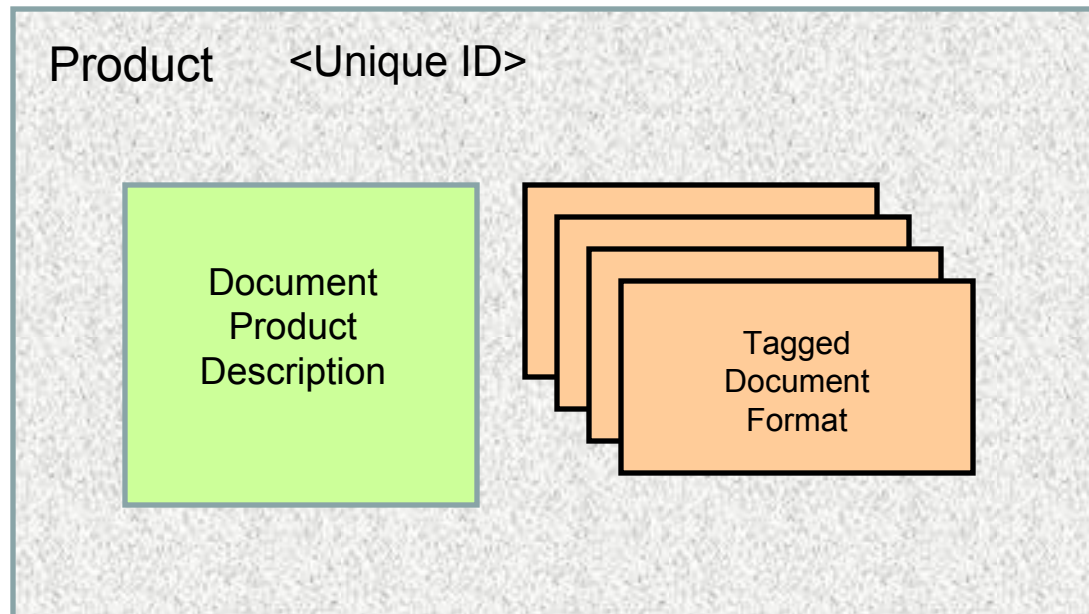 Product <Unique ID>
Document
Product
Description
Tagged
Document
Format